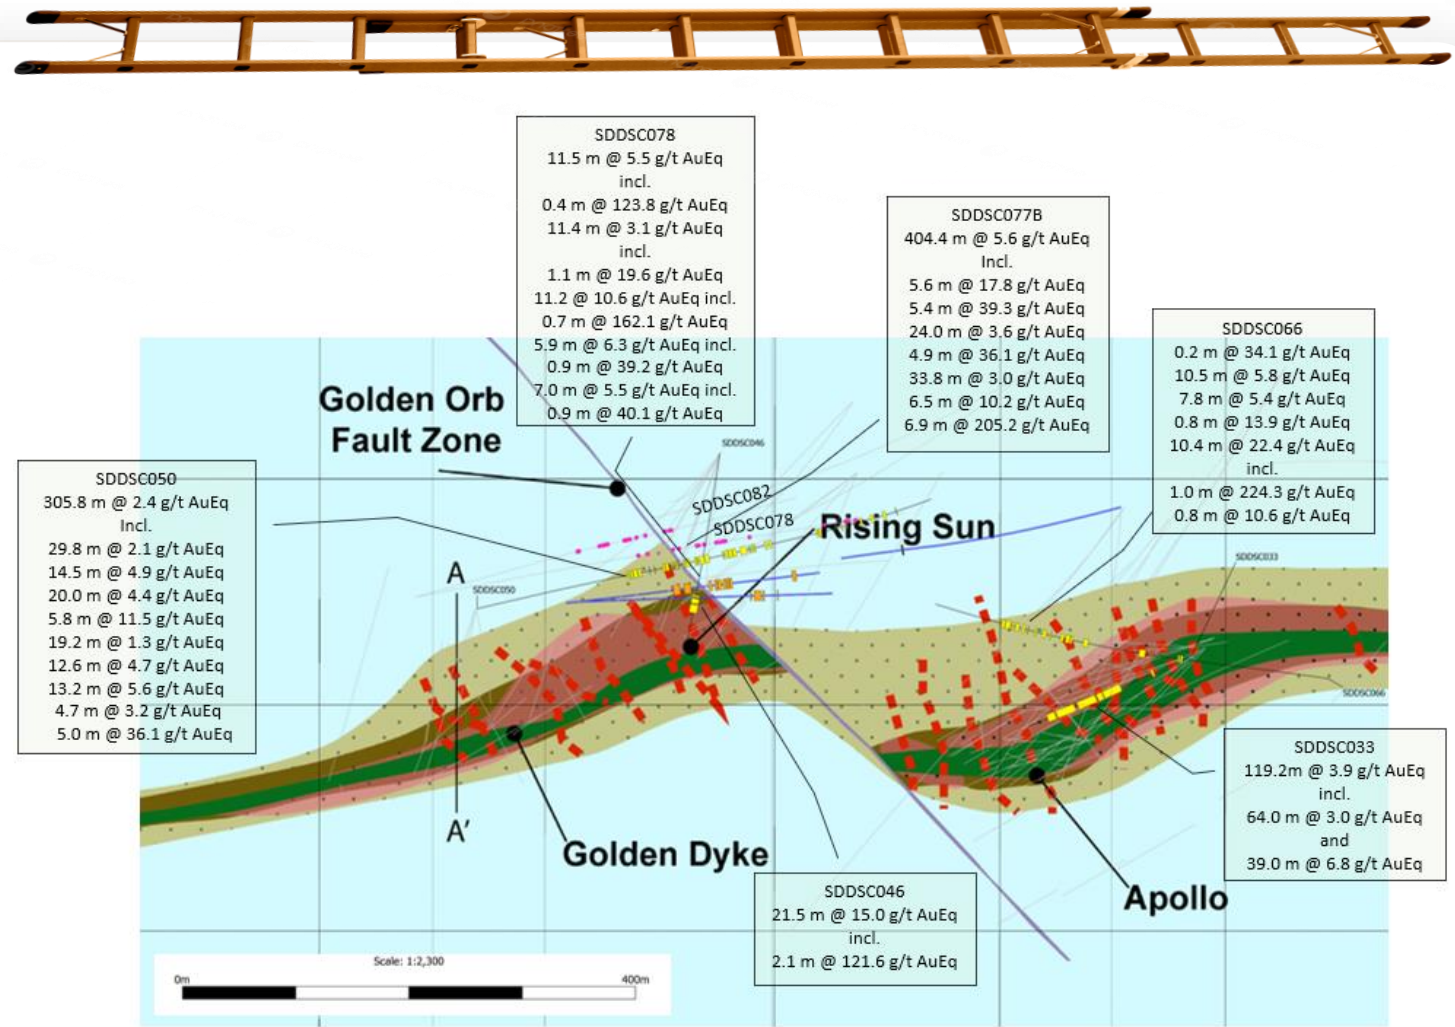 SDDSC078
11.5 m @ 5.5 g/t AuEq
incl.
0.4 m @ 123.8 g/t AuEq
11.4 m @ 3.1 g/t AuEq
incl.
1.1 m @ 19.6 g/t AuEq
11.2 @ 10.6 g/t AuEq incl.
0.7 m @ 162.1 g/t AuEq
5.9 m @ 6.3 g/t AuEq incl.
0.9 m @ 39.2 g/t AuEq
7.0 m @ 5.5 g/t AuEq incl.
0.9 m @ 40.1 g/t AuEq
SDDSC077B
404.4 m @ 5.6 g/t AuEq
Incl.
5.6 m @ 17.8 g/t AuEq
5.4 m @ 39.3 g/t AuEq
24.0 m @ 3.6 g/t AuEq
4.9 m @ 36.1 g/t AuEq
33.8 m @ 3.0 g/t AuEq
6.5 m @ 10.2 g/t AuEq
6.9 m @ 205.2 g/t AuEq
SDDSC066
0.2 m @ 34.1 g/t AuEq
10.5 m @ 5.8 g/t AuEq
7.8 m @ 5.4 g/t AuEq
0.8 m @ 13.9 g/t AuEq
10.4 m @ 22.4 g/t AuEq
incl.
1.0 m @ 224.3 g/t AuEq
0.8 m @ 10.6 g/t AuEq
Golden Orb
Fault Zone
SDDSC046
SDDSC050
305.8 m @ 2.4 g/t AuEq
Incl.
29.8 m @ 2.1 g/t AuEq
14.5 m @ 4.9 g/t AuEq
20.0 m @ 4.4 g/t AuEq
5.8 m @ 11.5 g/t AuEq
19.2 m @ 1.3 g/t AuEq
12.6 m @ 4.7 g/t AuEq
13.2 m @ 5.6 g/t AuEq
4.7 m @ 3.2 g/t AuEq
5.0 m @ 36.1 g/t AuEq
SDDSC082
SDDSC078
Rising Sun
SDDSC033
A
SDDSC050
SDDSC066
A'
Golden Dyke
SDDSC033
119.2m @ 3.9 g/t AuEq
incl.
64.0 m @ 3.0 g/t AuEq
and
39.0 m @ 6.8 g/t AuEq
Apollo
SDDSC046
21.5 m @ 15.0 g/t AuEq
incl.
2.1 m @ 121.6 g/t AuEq
Scale: 1:2,300
0m
400m